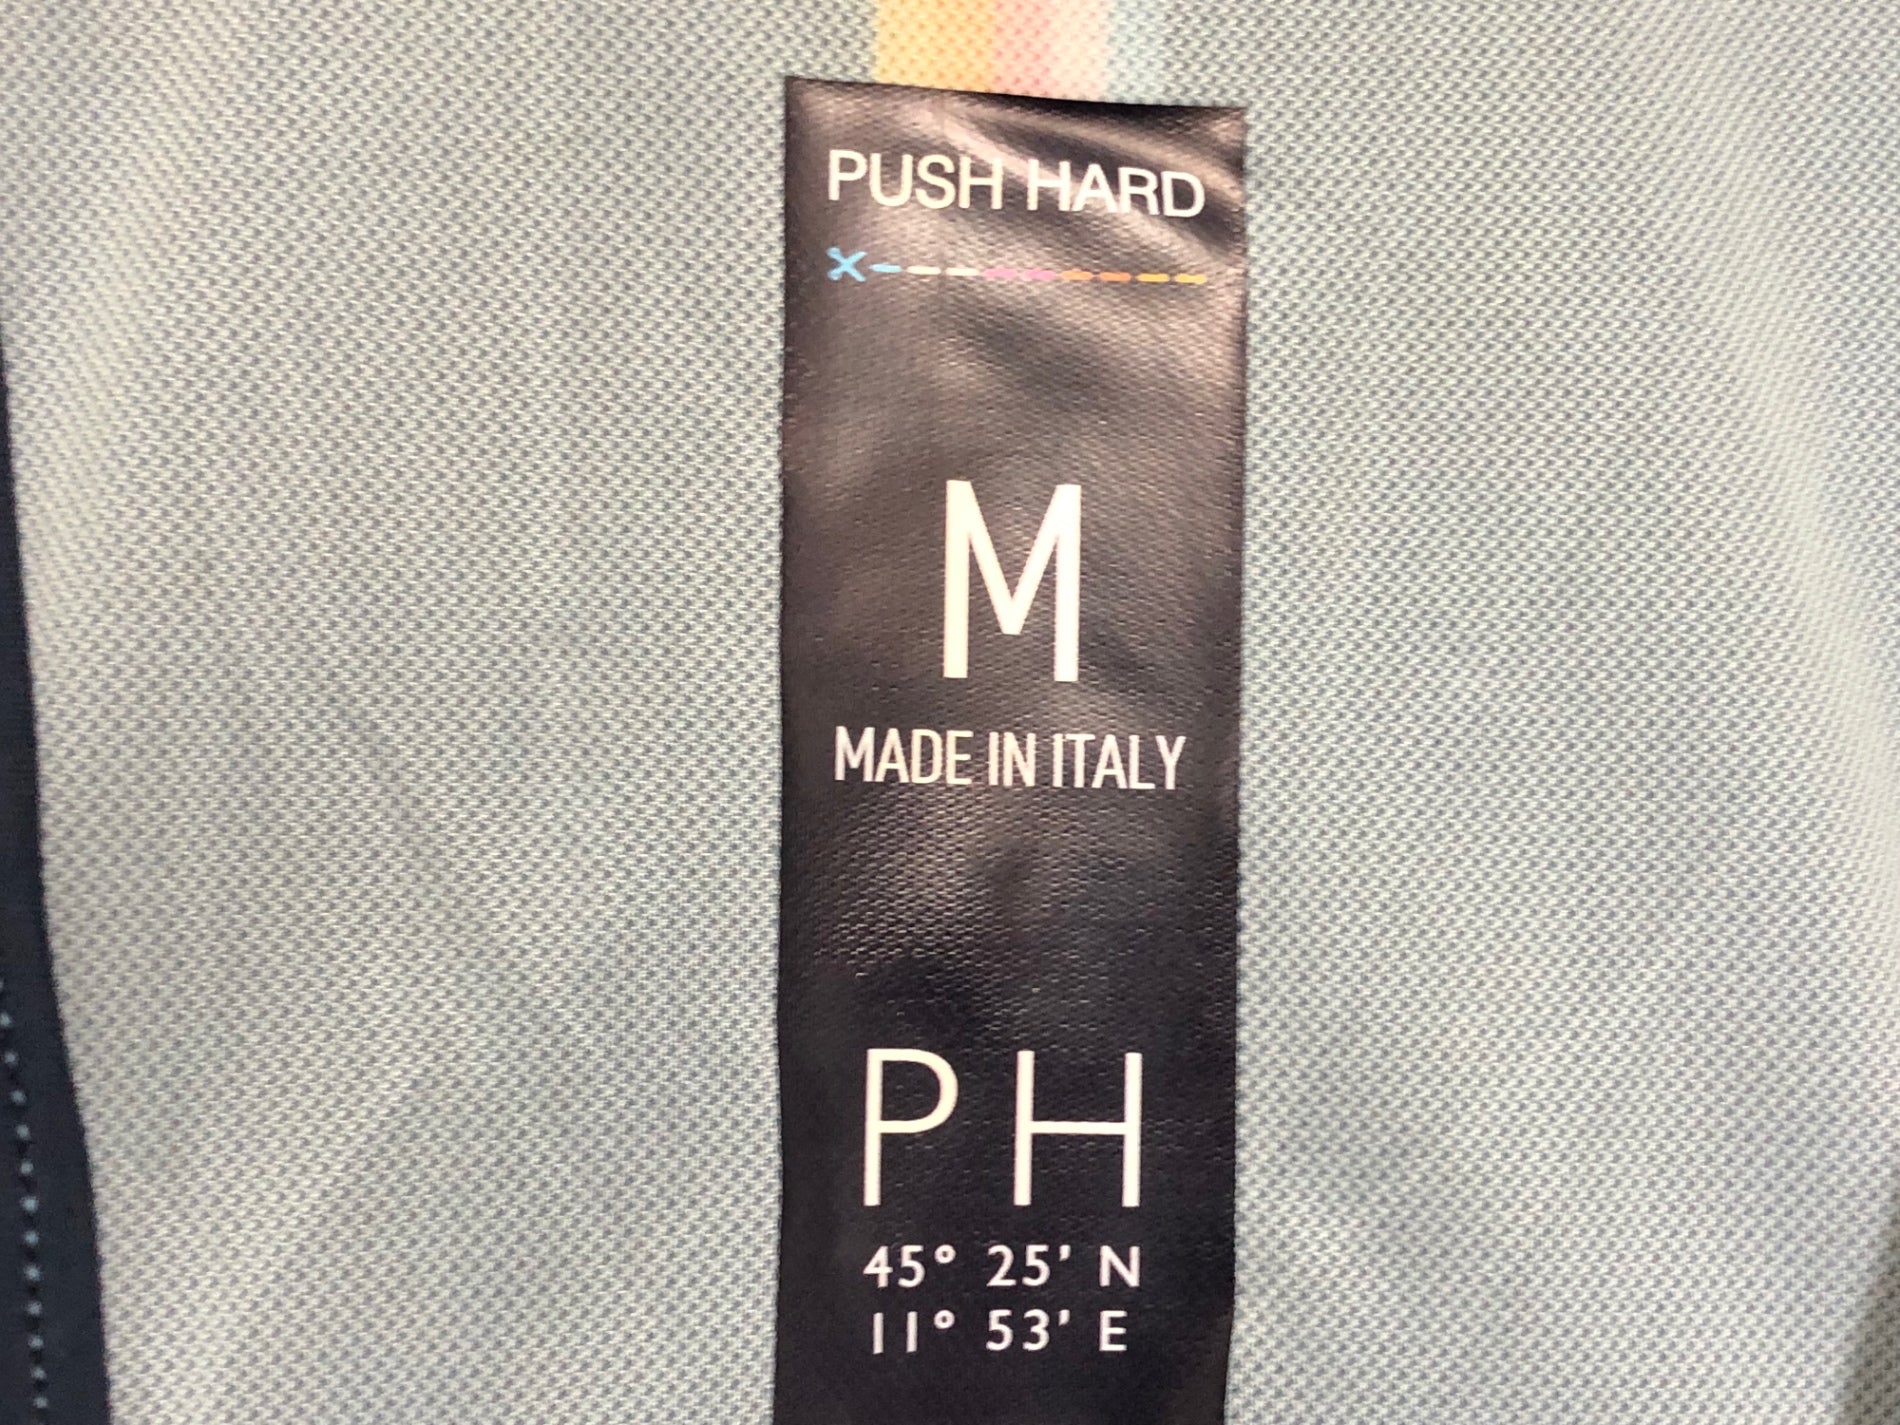 PUSH HARD
M
MADE IN ITALY
PH
45° 25' N
11° 53' E